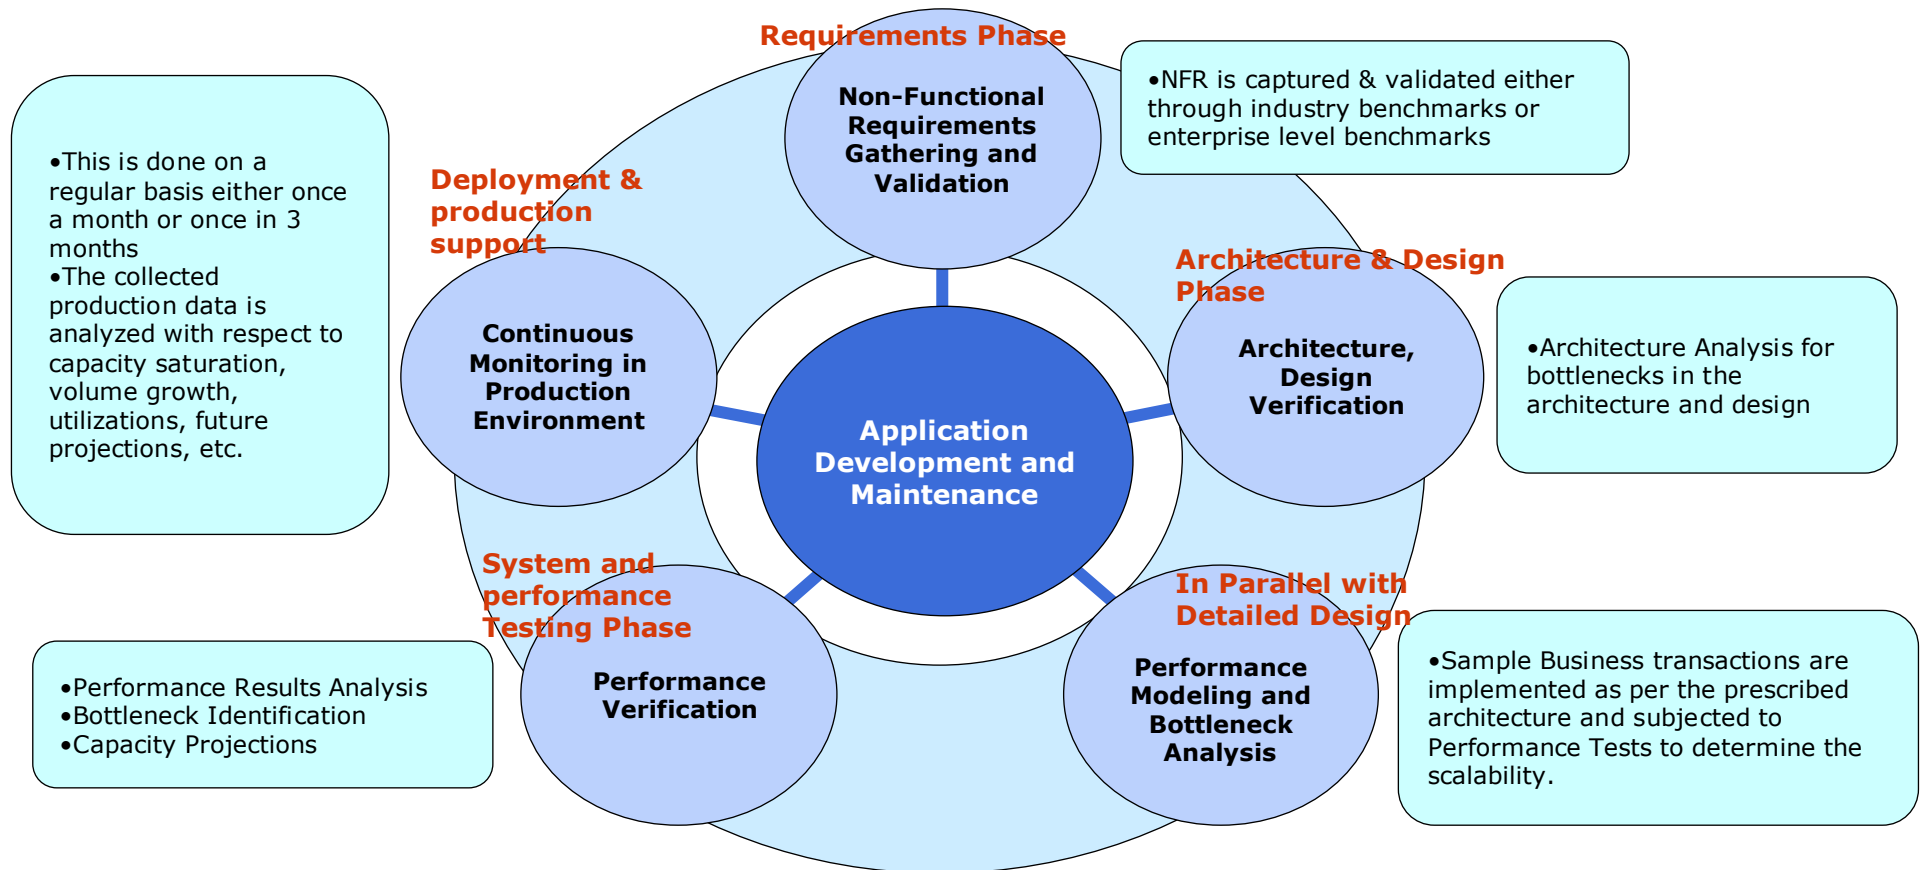 Requirements Phase
Non-Functional
Requirements
Gathering and
Validation
•NFR is captured & validated either
through industry benchmarks or
enterprise level benchmarks
Architecture & Design
Phase
Architecture,
Design
Verification
•Architecture Analysis for
bottlenecks in the
architecture and design
In Parallel with
Detailed Design
Performance
Modeling and
Bottleneck
Analysis
•Sample Business transactions are
implemented as per the prescribed
architecture and subjected to
Performance Tests to determine the
scalability.
System and
performance
Testing Phase
Performance
Verification
•Performance Results Analysis
•Bottleneck Identification
•Capacity Projections
Deployment &
production
support
Continuous
Monitoring in
Production
Environment
•This is done on a
regular basis either once
a month or once in 3
months
•The collected
production data is
analyzed with respect to
capacity saturation,
volume growth,
utilizations, future
projections, etc.
Application
Development and
Maintenance